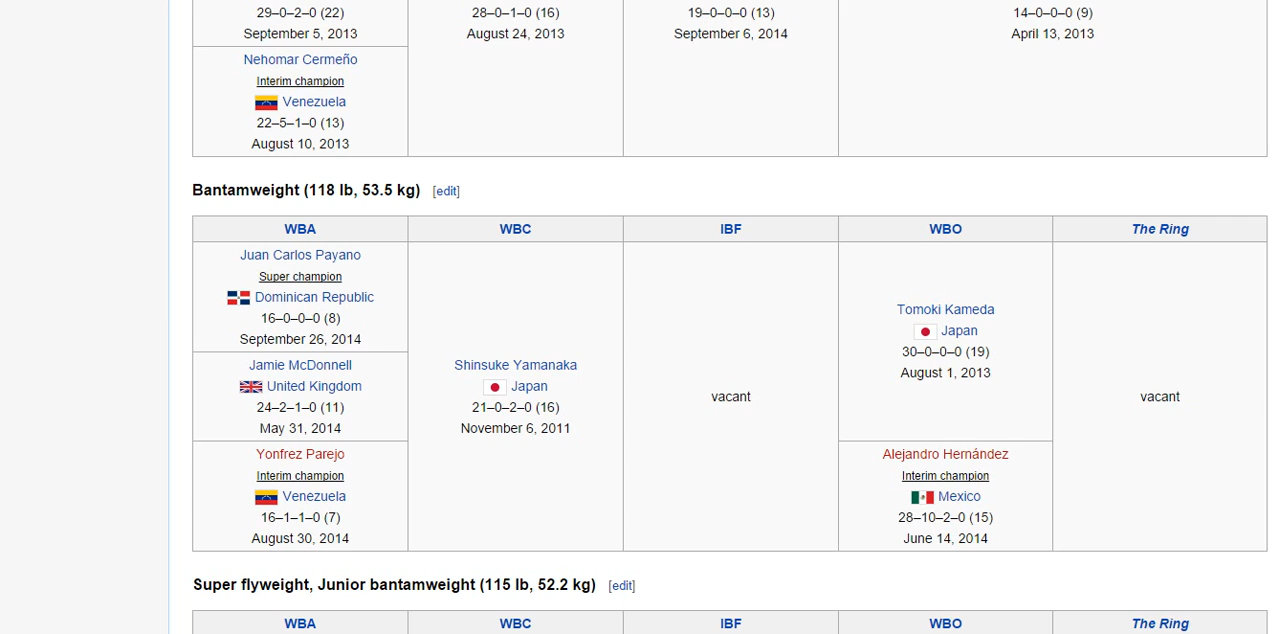 29–0–2–0 (22)
September 5, 2013
28–0–1–0 (16)
August 24, 2013
19–0–0–0 (13)
September 6, 2014
14–0–0–0 (9)
April 13, 2013
Nehomar Cermeño
Interim champion
Venezuela
22–5–1–0 (13)
August 10, 2013
Bantamweight (118 lb, 53.5 kg) [edit]
WBA WBC IBF WBO The Ring
Juan Carlos Payano
Super champion
Dominican Republic
16–0–0–0 (8)
September 26, 2014
Jamie McDonnell
United Kingdom
24–2–1–0 (11)
May 31, 2014
Yonfrez Parejo
Interim champion
Venezuela
16–1–1–0 (7)
August 30, 2014
Shinsuke Yamanaka
Japan
21–0–2–0 (16)
November 6, 2011
vacant
Tomoki Kameda
Japan
30–0–0–0 (19)
August 1, 2013
Alejandro Hernández
Interim champion
Mexico
28–10–2–0 (15)
June 14, 2014
vacant
Super flyweight, Junior bantamweight (115 lb, 52.2 kg) [edit]
WBA WBC IBF WBO The Ring